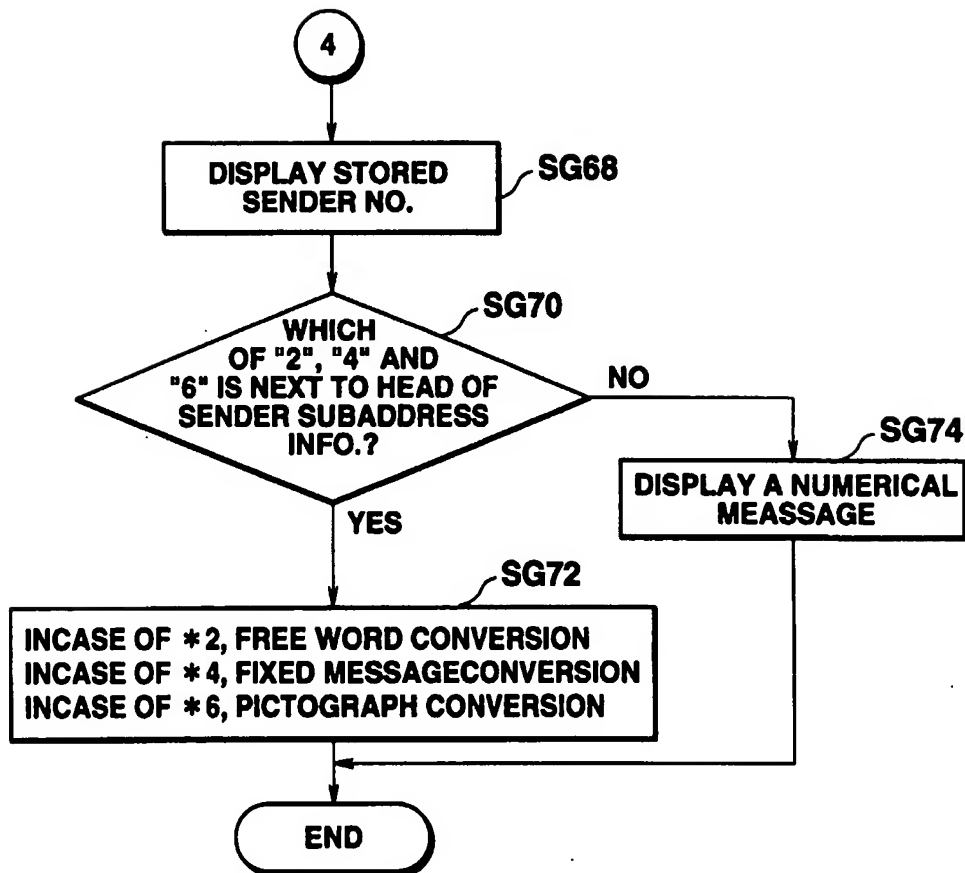 4
DISPLAY STORED
SENDER NO.
SG68
SG70
WHICH
OF "2", "4" AND
"6" IS NEXT TO HEAD OF
SENDER SUBADDRESS
INFO.?
NO
SG74
DISPLAY A NUMERICAL
MEASSAGE
YES
SG72
INCASE OF *2, FREE WORD CONVERSION
INCASE OF *4, FIXED MESSAGECONVERSION
INCASE OF *6, PICTOGRAPH CONVERSION
END